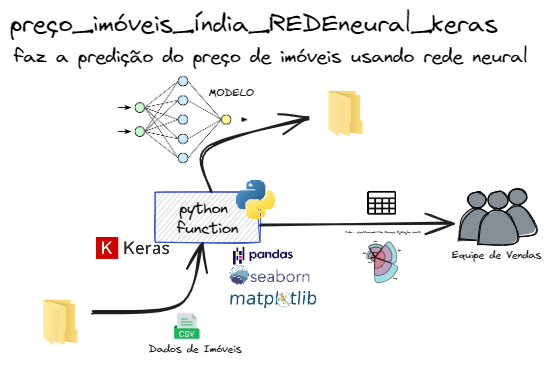 preço_imóveis_índia_REDEneural_keras
faz a predição do preço de imóveis usando rede neural
MODELO
python
function
K Keras
pandas
seaborn
matplotlib
Equipe de Vendas
CSV
Dados de Imóveis